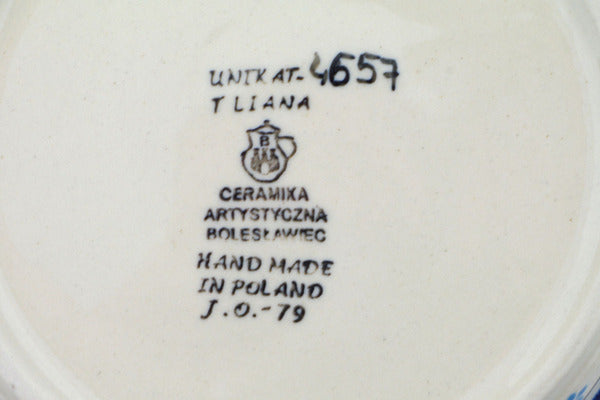 UNIKAT-4657
T LIANA
B
CERAMIKA
ARTYSTYCZNA
BOLESŁAWIEC
HAND MADE
IN POLAND
J.O.-79